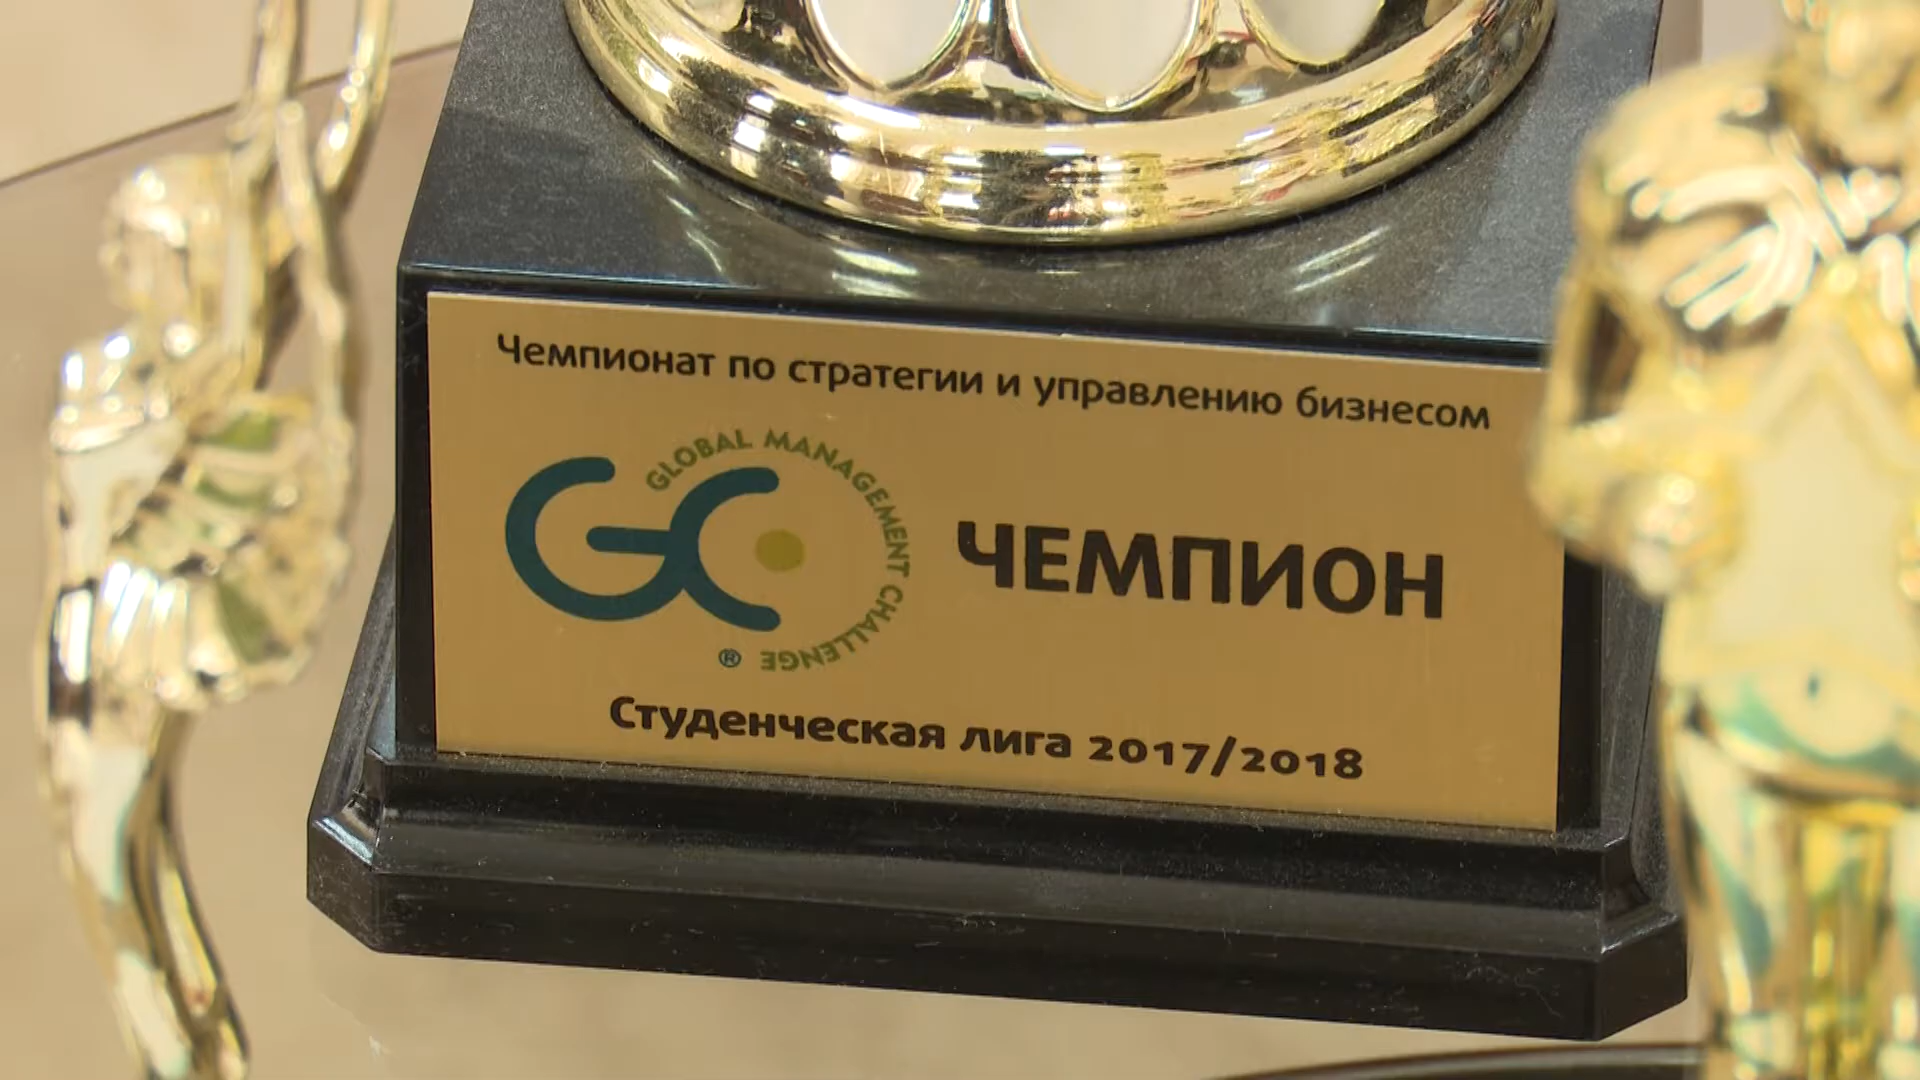 Чемпионат по стратегии и управлению бизнесом
GC
GLOBAL MANAGEMENT CHALLENGE ®
ЧЕМПИОН
Студенческая лига 2017/2018